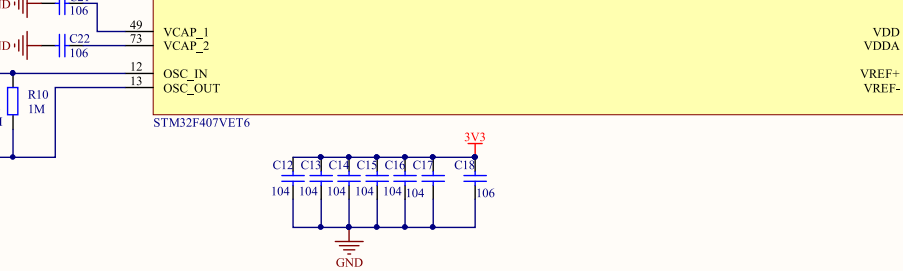 106
49
VCAP_1
VDD
73
C22
VCAP_2
VDDA
106
12
OSC_IN
VREF+
13
OSC_OUT
VREF-
R10
1M
STM32F407VET6
3V3
C12 C13 C14 C15 C16 C17 C18
104 104 104 104 104 104 106
GND